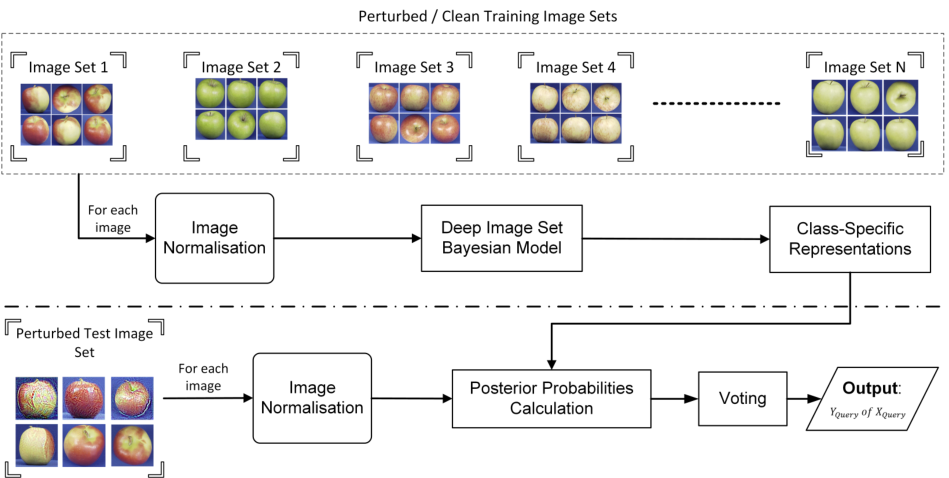 Perturbed / Clean Training Image Sets
Image Set 1
Image Set 2
Image Set 3
Image Set 4
Image Set N
For each
image
Image
Normalisation
Deep Image Set
Bayesian Model
Class-Specific
Representations
Perturbed Test Image
Set
For each
image
Image
Normalisation
Posterior Probabilities
Calculation
Voting
Output:
Y_Query of X_Query